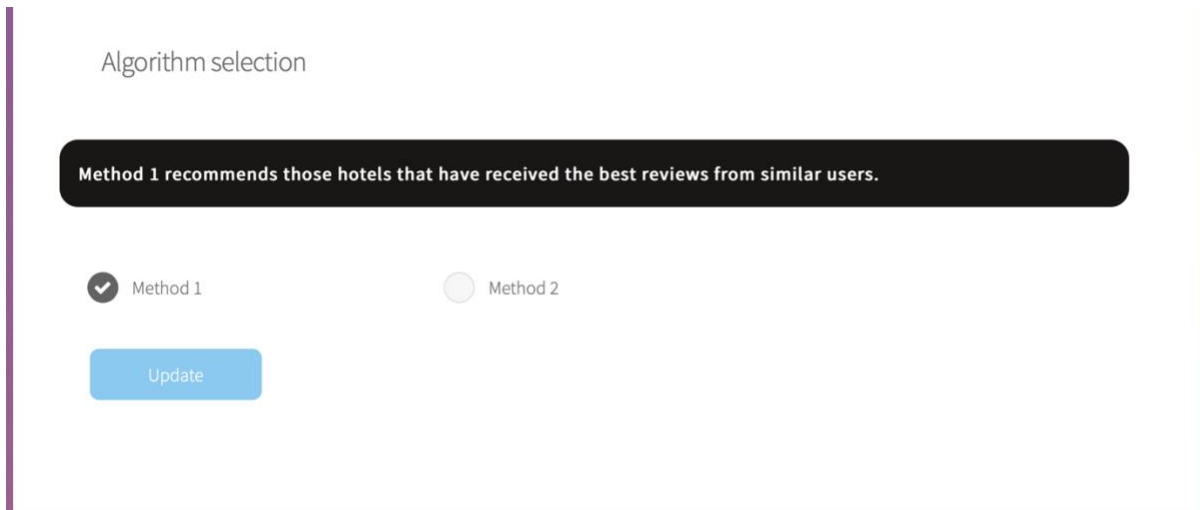 Algorithm selection
Method 1 recommends those hotels that have received the best reviews from similar users.
Method 1
Method 2
Update